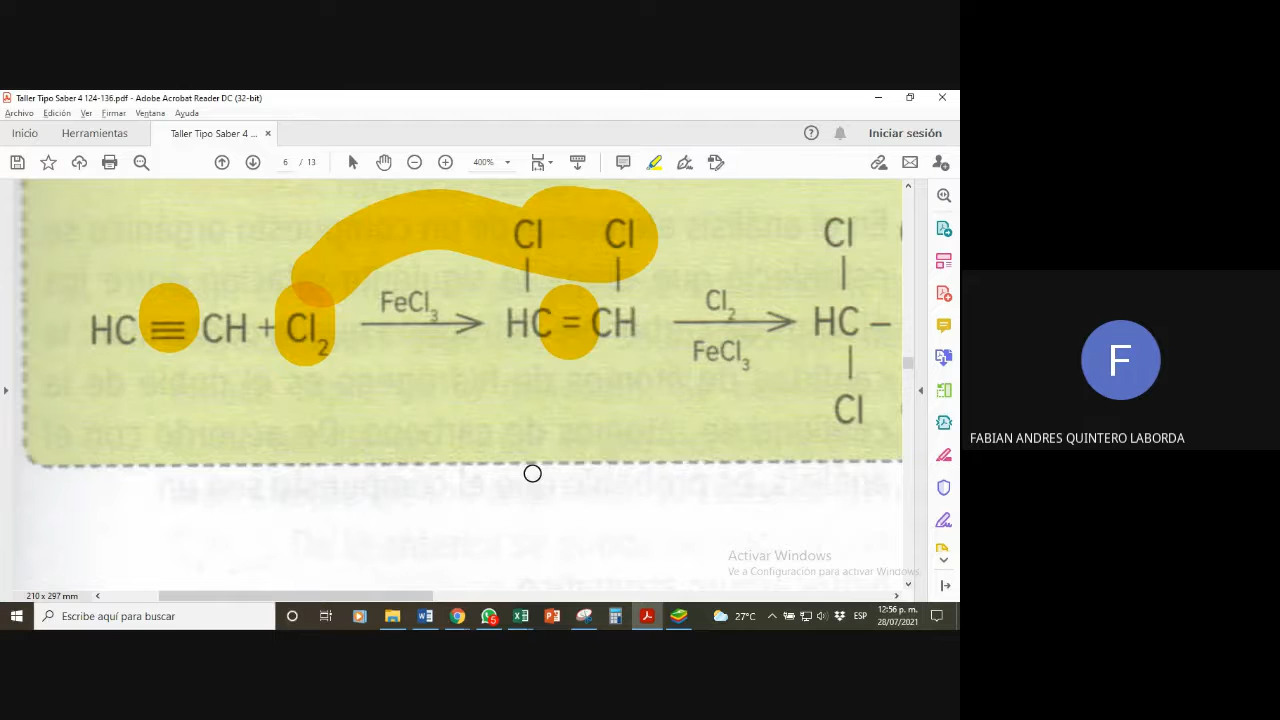 Taller Tipo Saber 4 124-136.pdf - Adobe Acrobat Reader DC (32-bit)
Archivo Edición Ver Firmar Ventana Ayuda
Inicio Herramientas Taller Tipo Saber 4 ... × Iniciar sesión
6 / 13 400%
Cl Cl Cl
HC ≡ CH + Cl₂ FeCl₃ HC = CH Cl₂ FeCl₃ HC –
Cl
Activar Windows
Ve a Configuración para activar Windows.
210 x 297 mm
Escribe aquí para buscar
5
27°C ESP 12:56 p. m.
28/07/2021
F
FABIAN ANDRES QUINTERO LABORDA